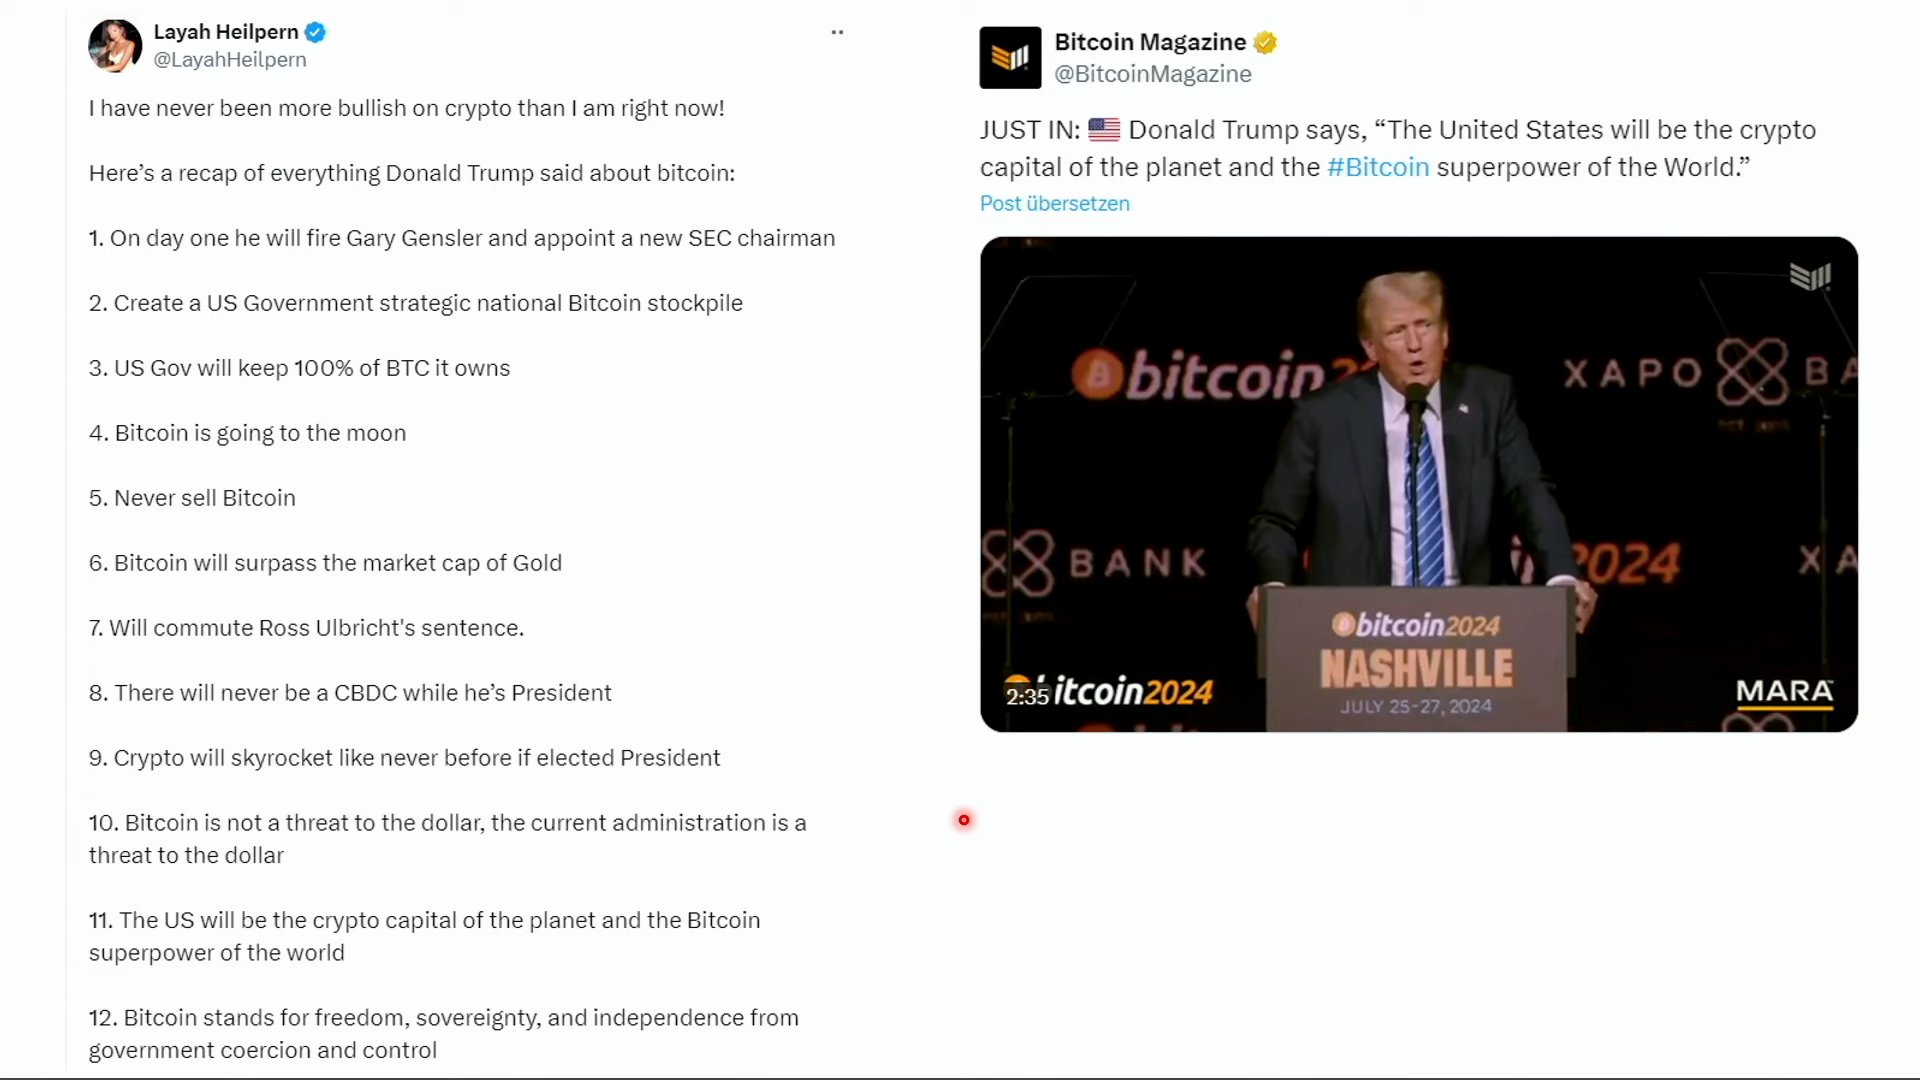 Layah Heilpern
@LayahHeilpern
I have never been more bullish on crypto than I am right now!
Here’s a recap of everything Donald Trump said about bitcoin:
1. On day one he will fire Gary Gensler and appoint a new SEC chairman
2. Create a US Government strategic national Bitcoin stockpile
3. US Gov will keep 100% of BTC it owns
4. Bitcoin is going to the moon
5. Never sell Bitcoin
6. Bitcoin will surpass the market cap of Gold
7. Will commute Ross Ulbricht's sentence.
8. There will never be a CBDC while he’s President
9. Crypto will skyrocket like never before if elected President
10. Bitcoin is not a threat to the dollar, the current administration is a
threat to the dollar
11. The US will be the crypto capital of the planet and the Bitcoin
superpower of the world
12. Bitcoin stands for freedom, sovereignty, and independence from
government coercion and control
Bitcoin Magazine
@BitcoinMagazine
JUST IN: Donald Trump says, “The United States will be the crypto
capital of the planet and the #Bitcoin superpower of the World.”
Post übersetzen
bitcoin2 XAPO BA
BANK 2024 XA
bitcoin2024
NASHVILLE
JULY 25-27, 2024
2:35 itcoin2024
MARA